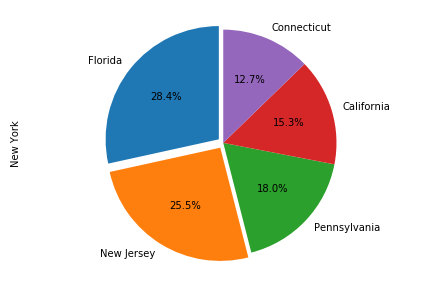 Connecticut
Florida
12.7%
28.4%
California
15.3%
New York
18.0%
25.5%
Pennsylvania
New Jersey